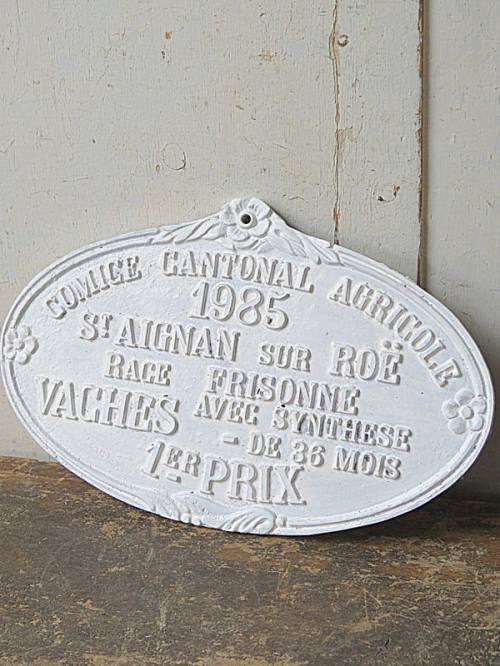 COMICE CANTONAL AGRICOLE
1985
ST AIGNAN SUR ROË
RACE FRISONNE
VACHES AVEC SYNTHESE
- DE 36 MOIS
1ER PRIX